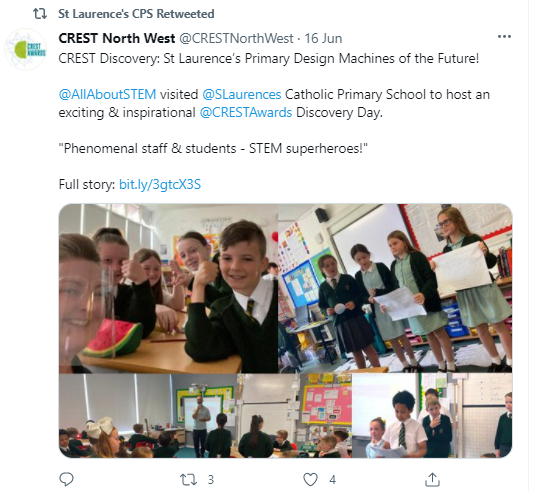 St Laurence's CPS Retweeted
CREST North West @CRESTNorthWest · 16 Jun
CREST AWARDS
CREST Discovery: St Laurence's Primary Design Machines of the Future!
@AllAboutSTEM visited @SLaurences Catholic Primary School to host an
exciting & inspirational @CRESTAwards Discovery Day.
"Phenomenal staff & students - STEM superheroes!"
Full story: bit.ly/3gtcX3S
3
4